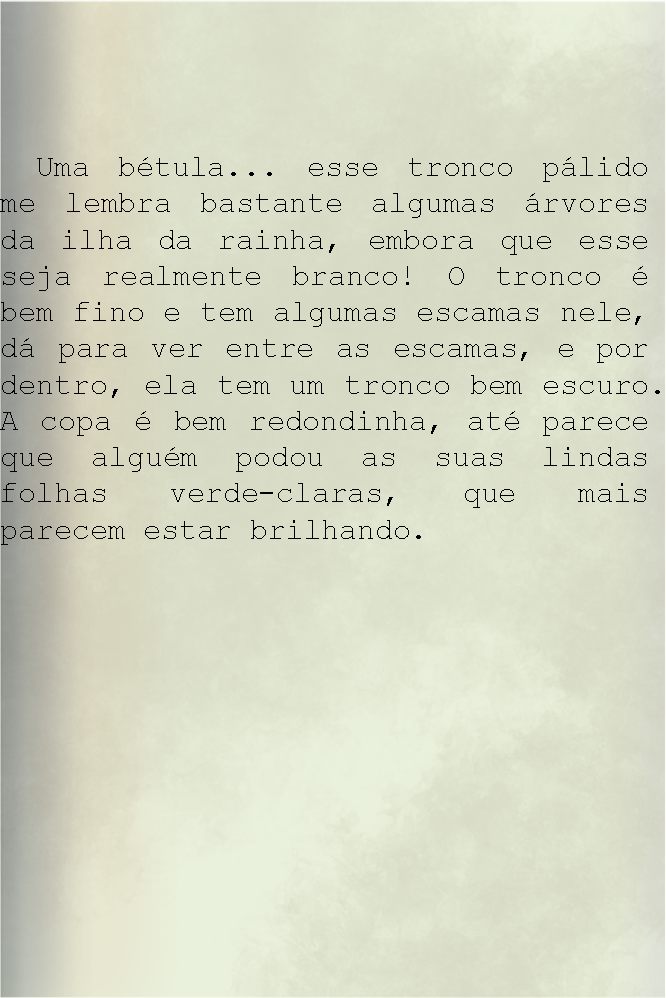 Uma bétula... esse tronco pálido
me lembra bastante algumas árvores
da ilha da rainha, embora que esse
seja realmente branco! O tronco é
bem fino e tem algumas escamas nele,
dá para ver entre as escamas, e por
dentro, ela tem um tronco bem escuro.
A copa é bem redondinha, até parece
que alguém podou as suas lindas
folhas verde-claras, que mais
parecem estar brilhando.